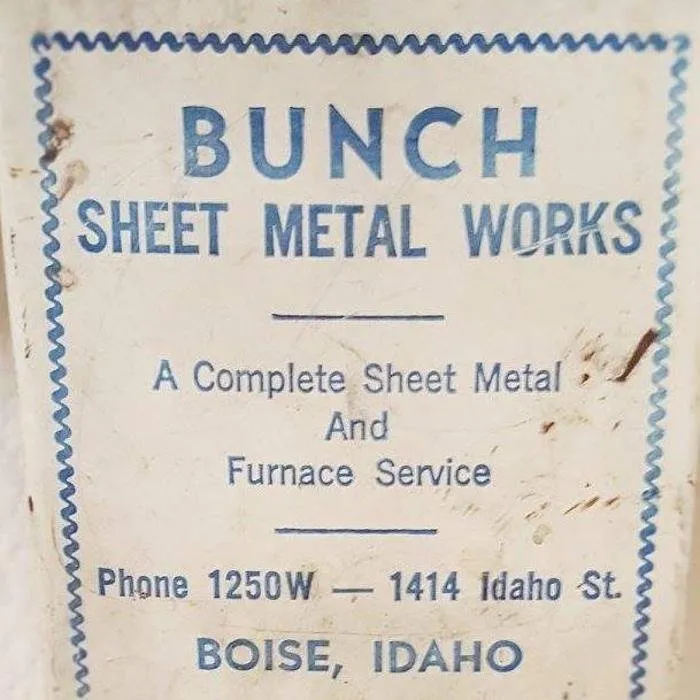 BUNCH
SHEET METAL WORKS
A Complete Sheet Metal
And
Furnace Service
Phone 1250W — 1414 Idaho St.
BOISE, IDAHO